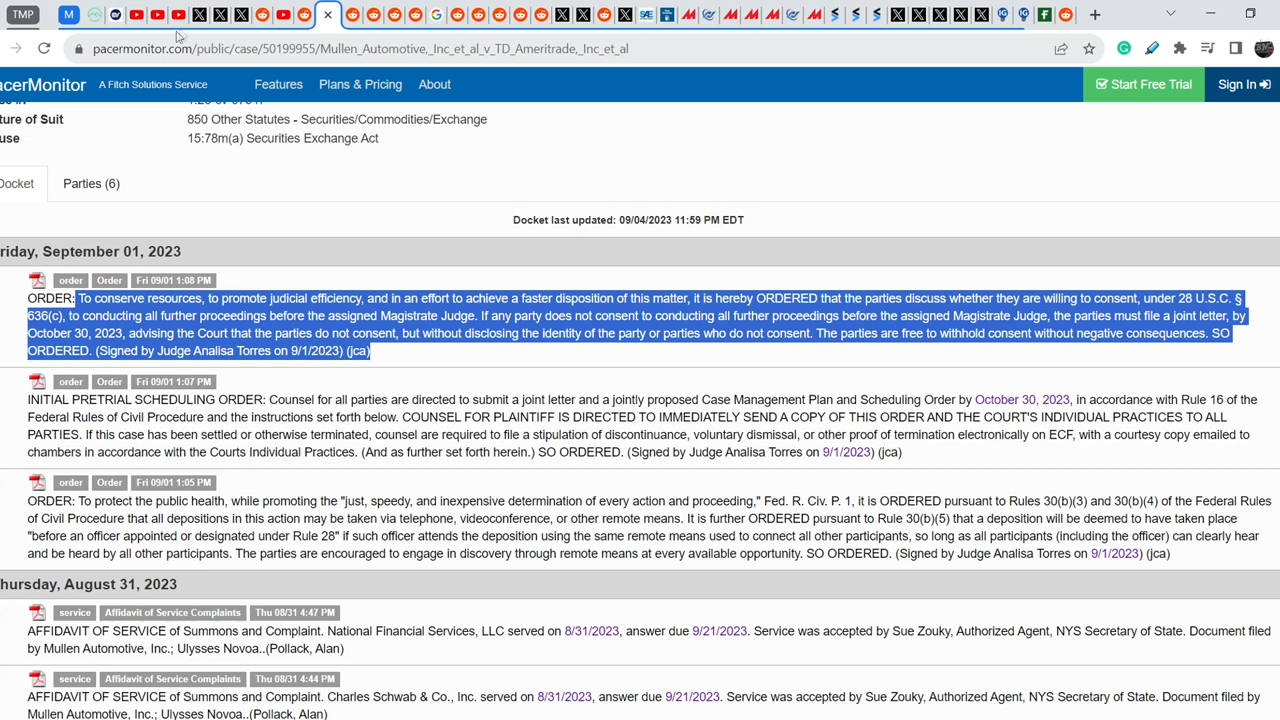 TMP
pacermonitor.com/public/case/50199955/Mullen_Automotive,_Inc_et_al_v_TD_Ameritrade,_Inc_et_al
acerMonitor A Fitch Solutions Service Features Plans & Pricing About Start Free Trial Sign In
ture of Suit 850 Other Statutes - Securities/Commodities/Exchange
use 15:78m(a) Securities Exchange Act
Docket Parties (6)
Docket last updated: 09/04/2023 11:59 PM EDT
riday, September 01, 2023
order Order Fri 09/01 1:08 PM
ORDER: To conserve resources, to promote judicial efficiency, and in an effort to achieve a faster disposition of this matter, it is hereby ORDERED that the parties discuss whether they are willing to consent, under 28 U.S.C. §
636(c), to conducting all further proceedings before the assigned Magistrate Judge. If any party does not consent to conducting all further proceedings before the assigned Magistrate Judge, the parties must file a joint letter, by
October 30, 2023, advising the Court that the parties do not consent, but without disclosing the identity of the party or parties who do not consent. The parties are free to withhold consent without negative consequences. SO
ORDERED. (Signed by Judge Analisa Torres on 9/1/2023) (jca)
order Order Fri 09/01 1:07 PM
INITIAL PRETRIAL SCHEDULING ORDER: Counsel for all parties are directed to submit a joint letter and a jointly proposed Case Management Plan and Scheduling Order by October 30, 2023, in accordance with Rule 16 of the
Federal Rules of Civil Procedure and the instructions set forth below. COUNSEL FOR PLAINTIFF IS DIRECTED TO IMMEDIATELY SEND A COPY OF THIS ORDER AND THE COURT'S INDIVIDUAL PRACTICES TO ALL
PARTIES. If this case has been settled or otherwise terminated, counsel are required to file a stipulation of discontinuance, voluntary dismissal, or other proof of termination electronically on ECF, with a courtesy copy emailed to
chambers in accordance with the Courts Individual Practices. (And as further set forth herein.) SO ORDERED. (Signed by Judge Analisa Torres on 9/1/2023) (jca)
order Order Fri 09/01 1:05 PM
ORDER: To protect the public health, while promoting the "just, speedy, and inexpensive determination of every action and proceeding," Fed. R. Civ. P. 1, it is ORDERED pursuant to Rules 30(b)(3) and 30(b)(4) of the Federal Rules
of Civil Procedure that all depositions in this action may be taken via telephone, videoconference, or other remote means. It is further ORDERED pursuant to Rule 30(b)(5) that a deposition will be deemed to have taken place
"before an officer appointed or designated under Rule 28" if such officer attends the deposition using the same remote means used to connect all other participants, so long as all participants (including the officer) can clearly hear
and be heard by all other participants. The parties are encouraged to engage in discovery through remote means at every available opportunity. SO ORDERED. (Signed by Judge Analisa Torres on 9/1/2023) (jca)
hursday, August 31, 2023
service Affidavit of Service Complaints Thu 08/31 4:47 PM
AFFIDAVIT OF SERVICE of Summons and Complaint. National Financial Services, LLC served on 8/31/2023, answer due 9/21/2023. Service was accepted by Sue Zouky, Authorized Agent, NYS Secretary of State. Document filed
by Mullen Automotive, Inc.; Ulysses Novoa..(Pollack, Alan)
service Affidavit of Service Complaints Thu 08/31 4:44 PM
AFFIDAVIT OF SERVICE of Summons and Complaint. Charles Schwab & Co., Inc. served on 8/31/2023, answer due 9/21/2023. Service was accepted by Sue Zouky, Authorized Agent, NYS Secretary of State. Document filed by
Mullen Automotive, Inc.; Ulysses Novoa..(Pollack, Alan)